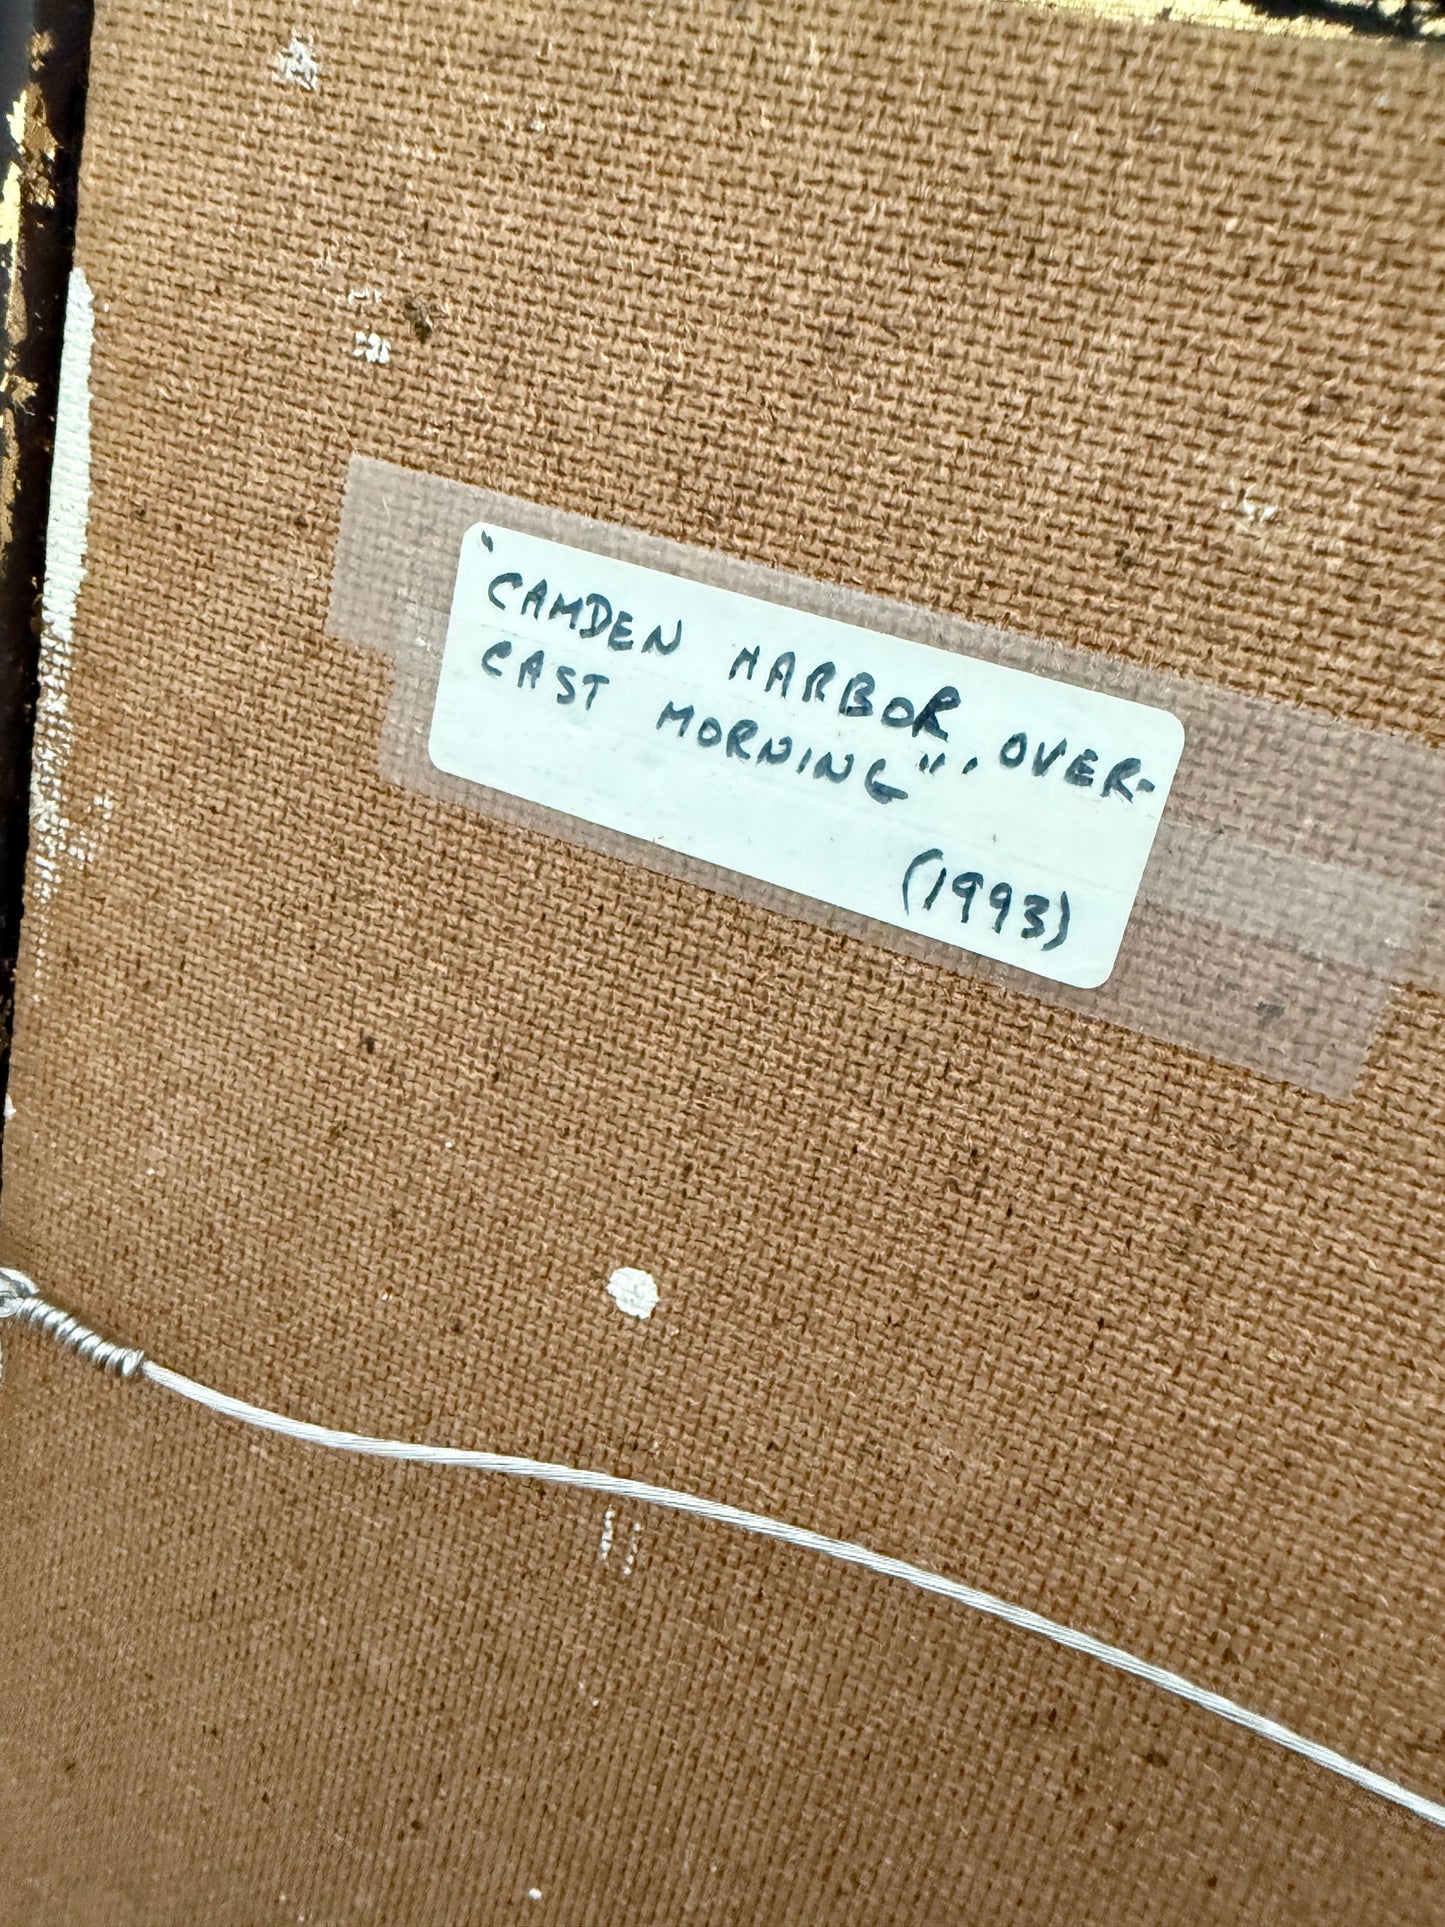 "CAMDEN HARBOR, OVER-
CAST MORNING".
(1993)